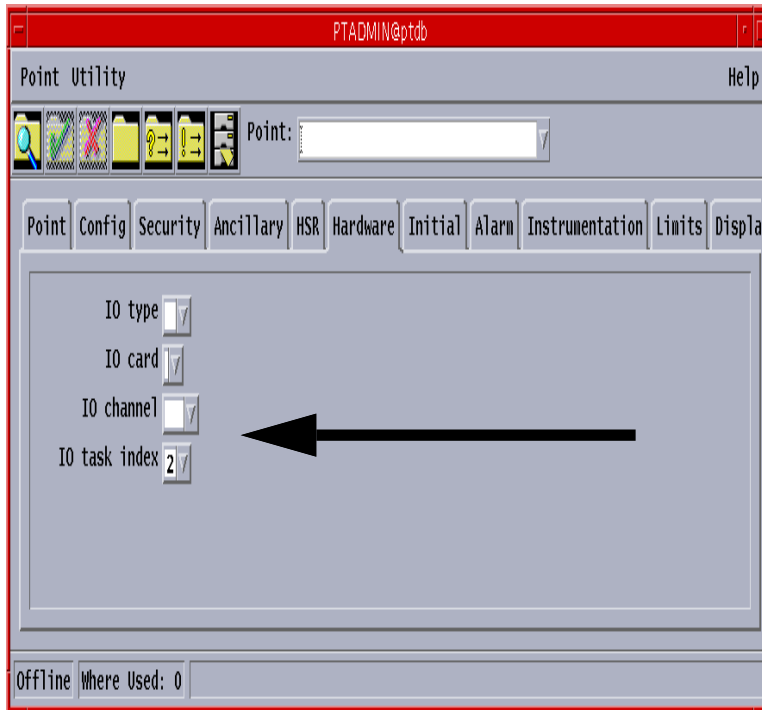 PTADMIN@ptdb
Point Utility Help
Point:
Point Config Security Ancillary HSR Hardware Initial Alarm Instrumentation Limits Displa
IO type
IO card
IO channel
IO task index 2
Offline Where Used: 0